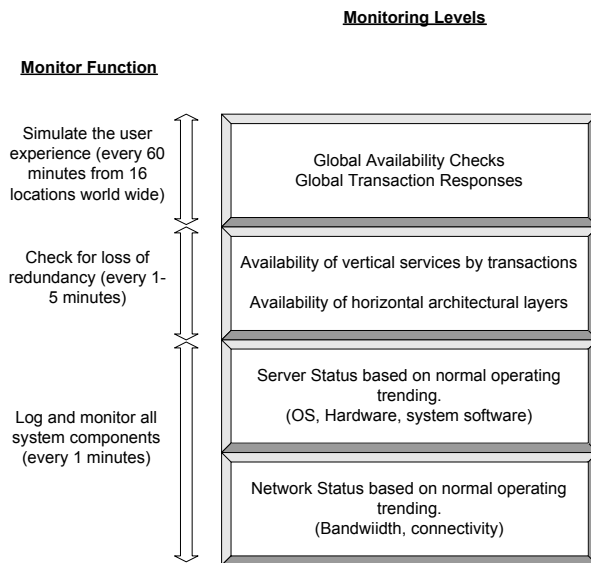 Monitoring Levels
Monitor Function
Simulate the user
experience (every 60
minutes from 16
locations world wide)
Global Availability Checks
Global Transaction Responses
Check for loss of
redundancy (every 1-
5 minutes)
Availability of vertical services by transactions
Availability of horizontal architectural layers
Log and monitor all
system components
(every 1 minutes)
Server Status based on normal operating
trending.
(OS, Hardware, system software)
Network Status based on normal operating
trending.
(Bandwiidth, connectivity)